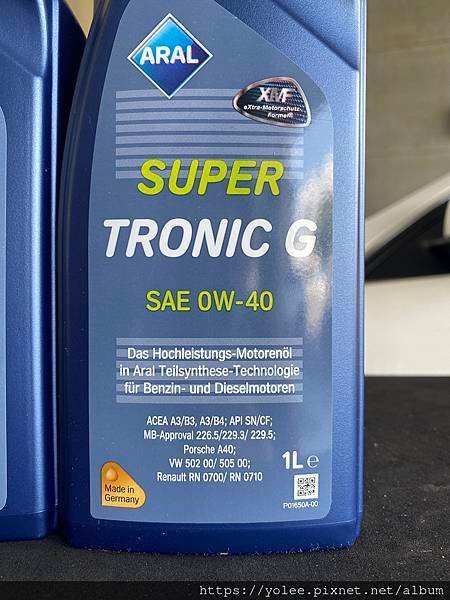 ARAL
XMF
eXtra-Motorschutz-
Formel
SUPER
TRONIC G
SAE 0W-40
Das Hochleistungs-Motorenöl
in Aral Teilsynthese-Technologie
für Benzin- und Dieselmotoren
ACEA A3/B3, A3/B4; API SN/CF;
MB-Approval 226.5/229.3/ 229.5;
Porsche A40;
VW 502 00/ 505 00;
Renault RN 0700/ RN 0710
1L e
Made in
Germany
P01650A-00
https://yolee.pixnet.net/album